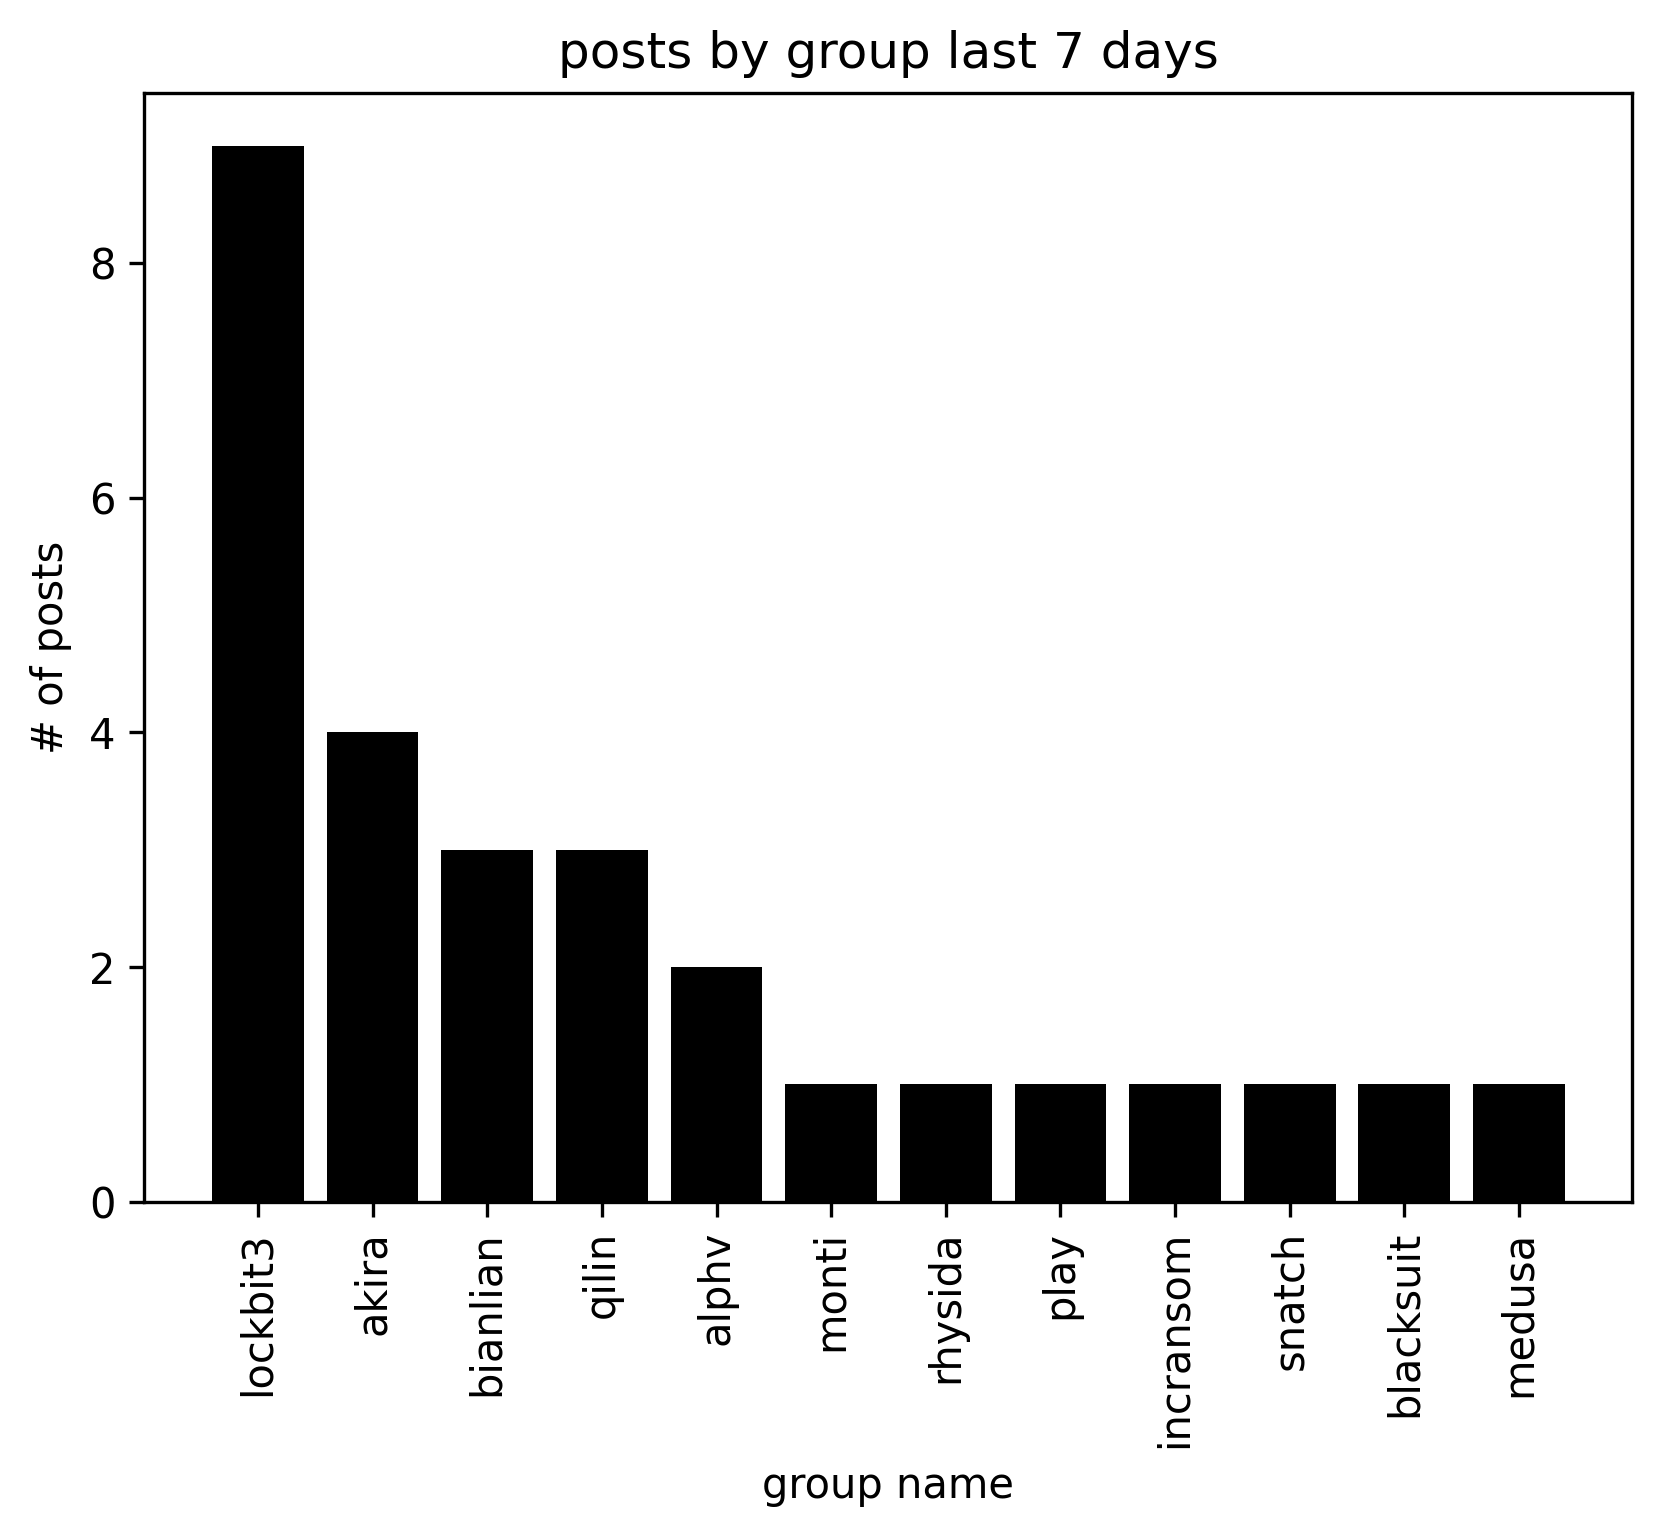 posts by group last 7 days
# of posts
8
6
4
2
0
lockbit3
akira
bianlian
qilin
alphv
monti
rhysida
play
incransom
snatch
blacksuit
medusa
group name